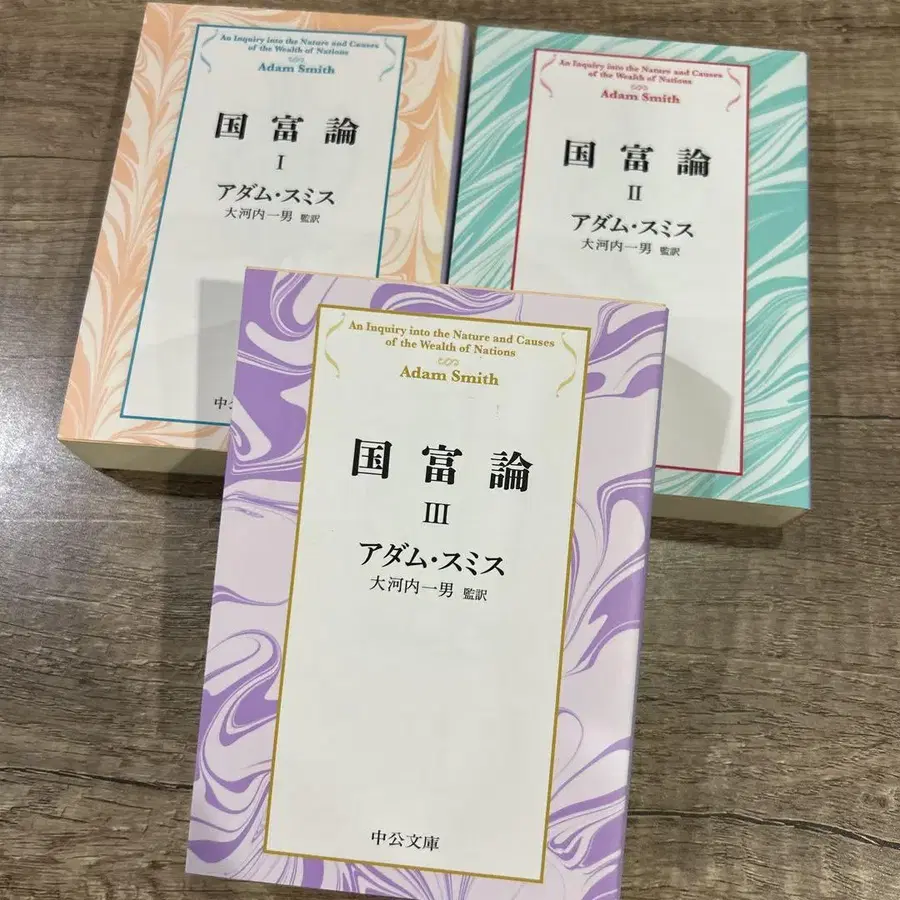 An Inquiry into the Nature and Causes
of the Wealth of Nations
Adam Smith
国富論
I
アダム・スミス
大河内一男 監訳
中
An Inquiry into the Nature and Causes
of the Wealth of Nations
Adam Smith
国富論
II
アダム・スミス
大河内一男 監訳
An Inquiry into the Nature and Causes
of the Wealth of Nations
Adam Smith
国富論
III
アダム・スミス
大河内一男 監訳
中公文庫